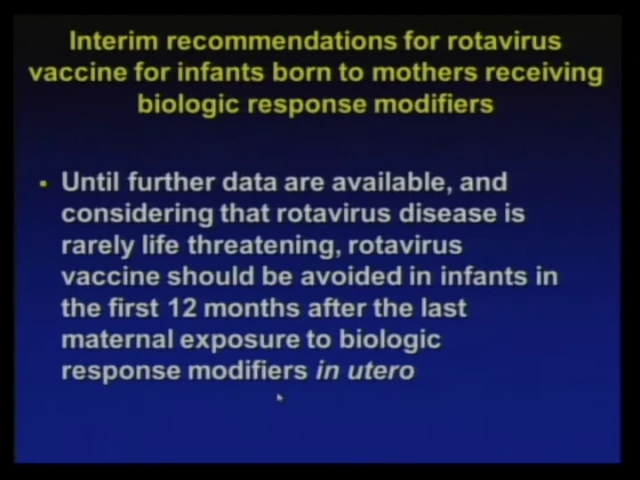 Interim recommendations for rotavirus
vaccine for infants born to mothers receiving
biologic response modifiers
Until further data are available, and
considering that rotavirus disease is
rarely life threatening, rotavirus
vaccine should be avoided in infants in
the first 12 months after the last
maternal exposure to biologic
response modifiers in utero